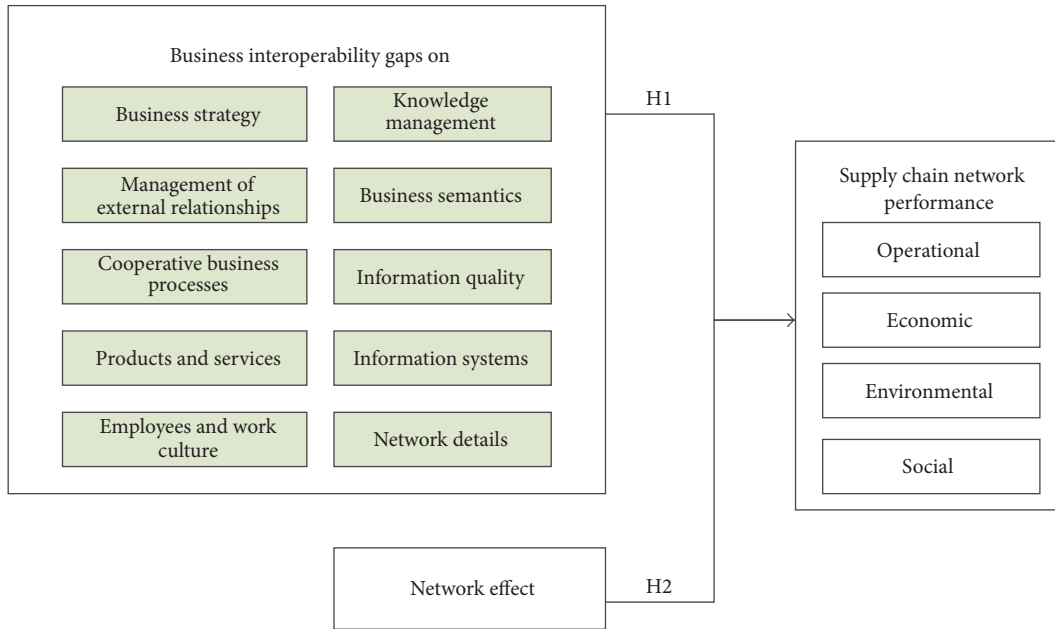 Business interoperability gaps on
Business strategy
Knowledge
management
Management of
external relationships
Business semantics
Cooperative business
processes
Information quality
Products and services
Information systems
Employees and work
culture
Network details
H1
Supply chain network
performance
Operational
Economic
Environmental
Social
Network effect
H2